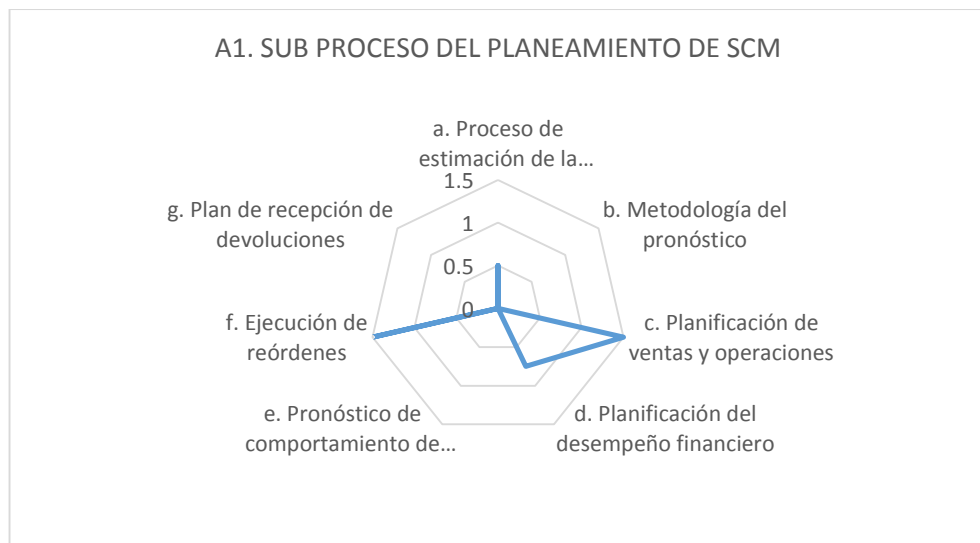 A1. SUB PROCESO DEL PLANEAMIENTO DE SCM
a. Proceso de
estimación de la...
1.5
1
0.5
0
b. Metodología del
pronóstico
c. Planificación de
ventas y operaciones
d. Planificación del
desempeño financiero
e. Pronóstico de
comportamiento de...
f. Ejecución de
reórdenes
g. Plan de recepción de
devoluciones